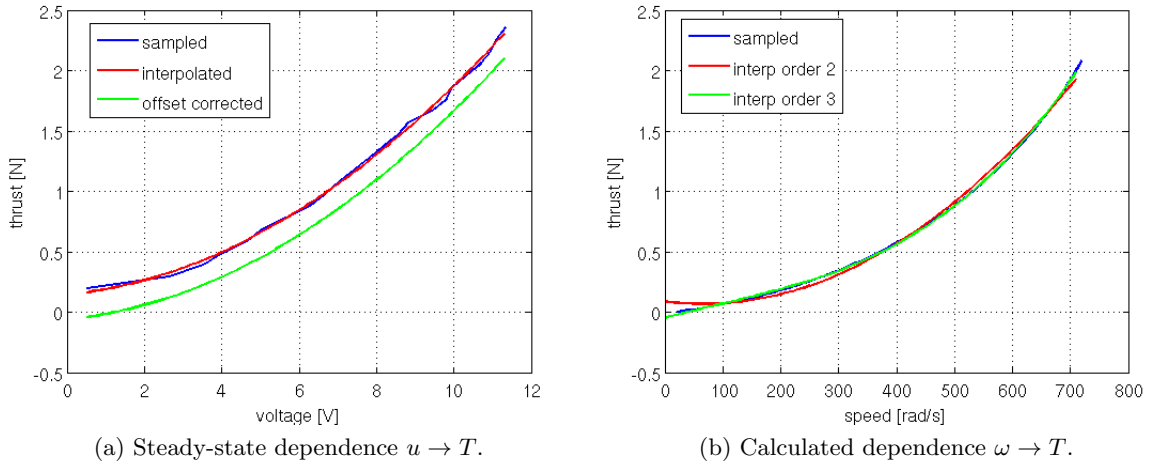 2.5
2
1.5
1
0.5
0
-0.5
thrust [N]
sampled
interpolated
offset corrected
0 2 4 6 8 10 12
voltage [V]
(a) Steady-state dependence u → T.
2.5
2
1.5
1
0.5
0
-0.5
thrust [N]
sampled
interp order 2
interp order 3
0 100 200 300 400 500 600 700 800
speed [rad/s]
(b) Calculated dependence ω → T.